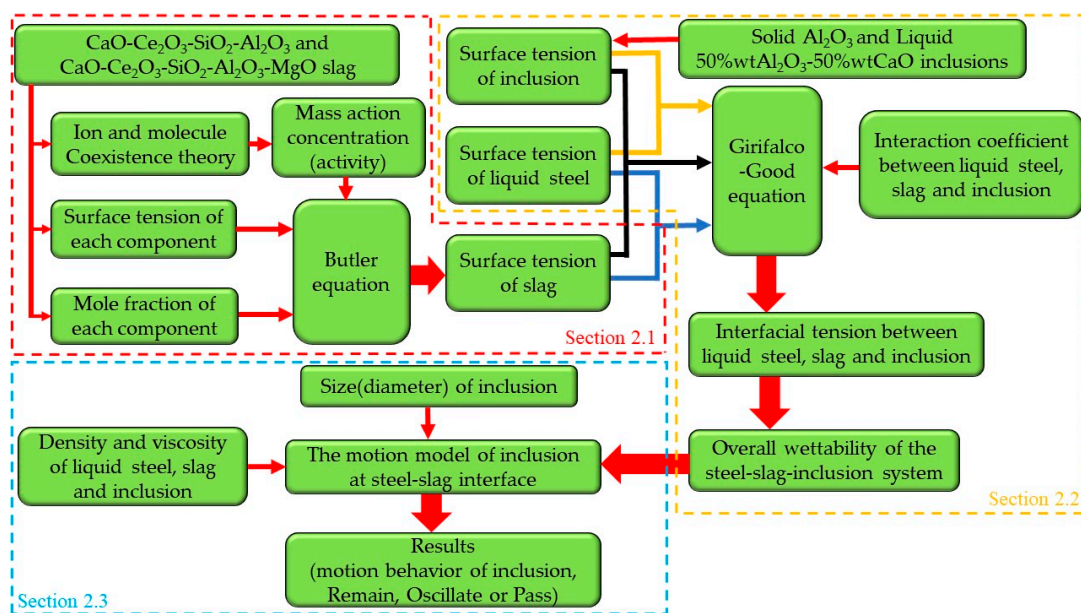 CaO-Ce₂O₃-SiO₂-Al₂O₃ and
CaO-Ce₂O₃-SiO₂-Al₂O₃-MgO slag
Ion and molecule
Coexistence theory
Mass action
concentration
(activity)
Surface tension of
each component
Mole fraction of
each component
Butler
equation
Section 2.1
Surface tension
of inclusion
Solid Al₂O₃ and Liquid
50%wtAl₂O₃-50%wtCaO inclusions
Surface tension
of liquid steel
Surface tension
of slag
Girifalco
-Good
equation
Interaction coefficient
between liquid steel,
slag and inclusion
Interfacial tension between
liquid steel, slag and inclusion
Overall wettability of the
steel-slag-inclusion system
Section 2.2
Size(diameter) of inclusion
Density and viscosity
of liquid steel, slag
and inclusion
The motion model of inclusion
at steel-slag interface
Results
(motion behavior of inclusion,
Remain, Oscillate or Pass)
Section 2.3